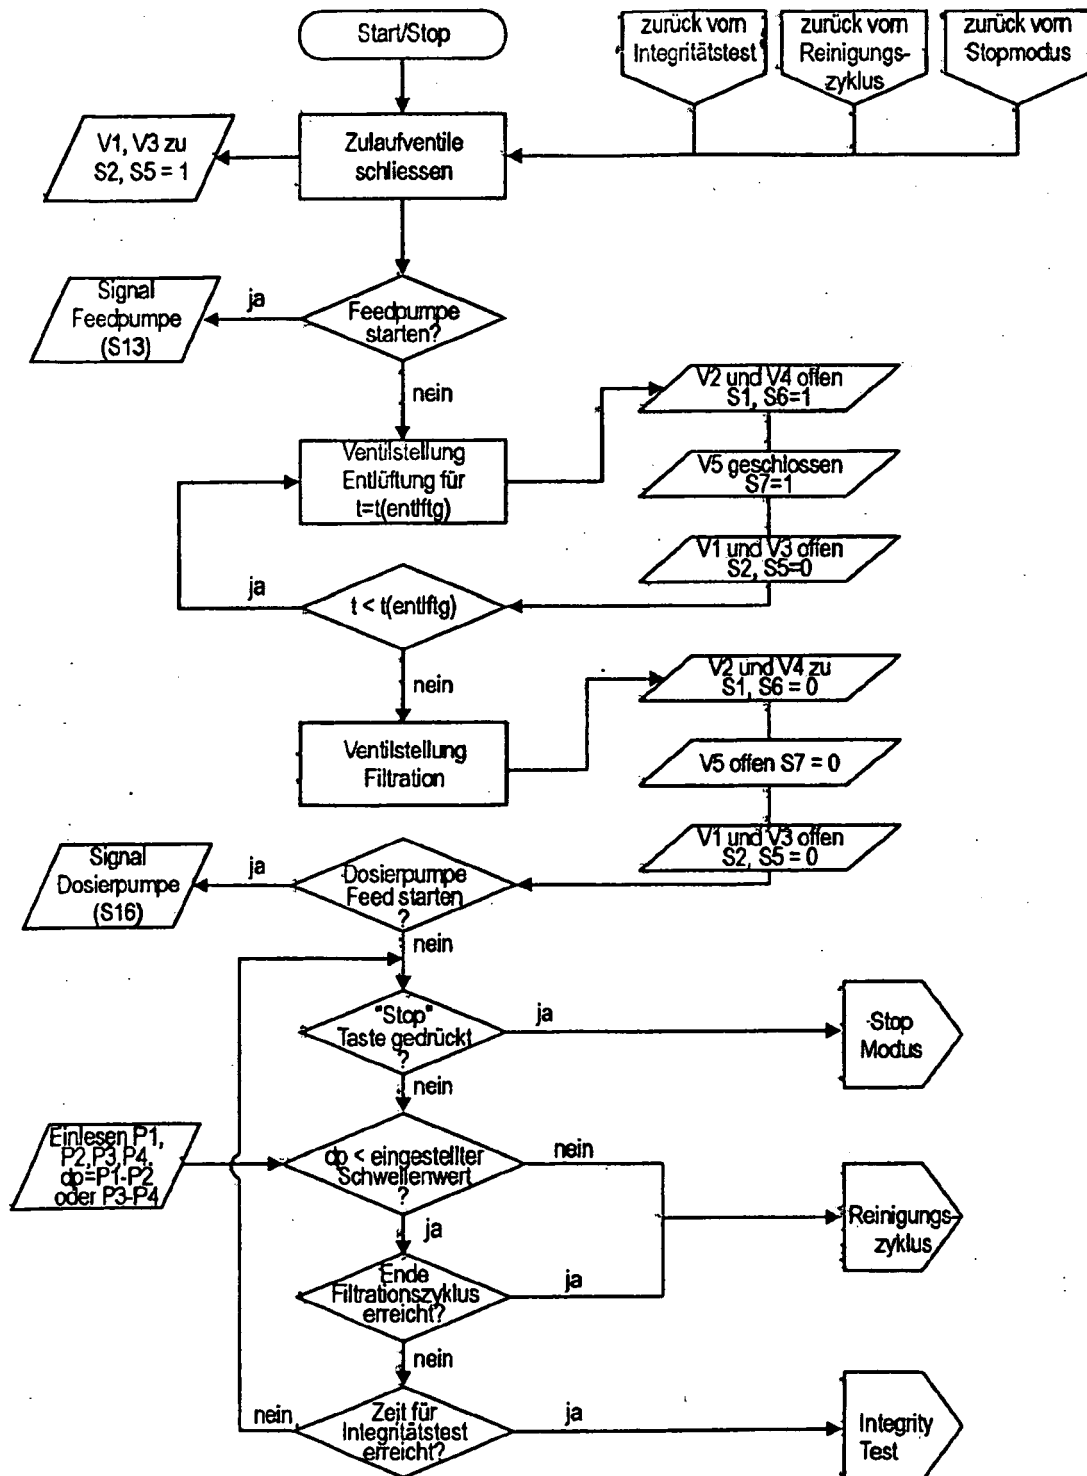 Start/Stop
zurück vom
Integritätstest
zurück vom
Reinigungs-
zyklus
zurück vom
Stopmodus
V1, V3 zu
S2, S5 = 1
Zulaufventile
schliessen
Signal
Feedpumpe
(S13)
ja
Feedpumpe
starten?
nein
V2 und V4 offen
S1, S6=1
Ventilstellung
Entlüftung für
t=t(entlftg)
V5 geschlossen
S7=1
V1 und V3 offen
S2, S5=0
ja
t < t(entlftg)
nein
V2 und V4 zu
S1, S6 = 0
Ventilstellung
Filtration
V5 offen S7 = 0
V1 und V3 offen
S2, S5 = 0
Signal
Dosierpumpe
(S16)
ja
Dosierpumpe
Feed starten
?
nein
"Stop"
Taste gedrückt
?
ja
Stop
Modus
nein
Einlesen P1,
P2,P3,P4.
dp=P1-P2
oder P3-P4
dp < eingestellter
Schwellenwert
?
nein
Reinigungs-
zyklus
ja
Ende
Filtrationszyklus
erreicht?
ja
nein
nein
Zeit für
Integritätstest
erreicht?
ja
Integrity
Test